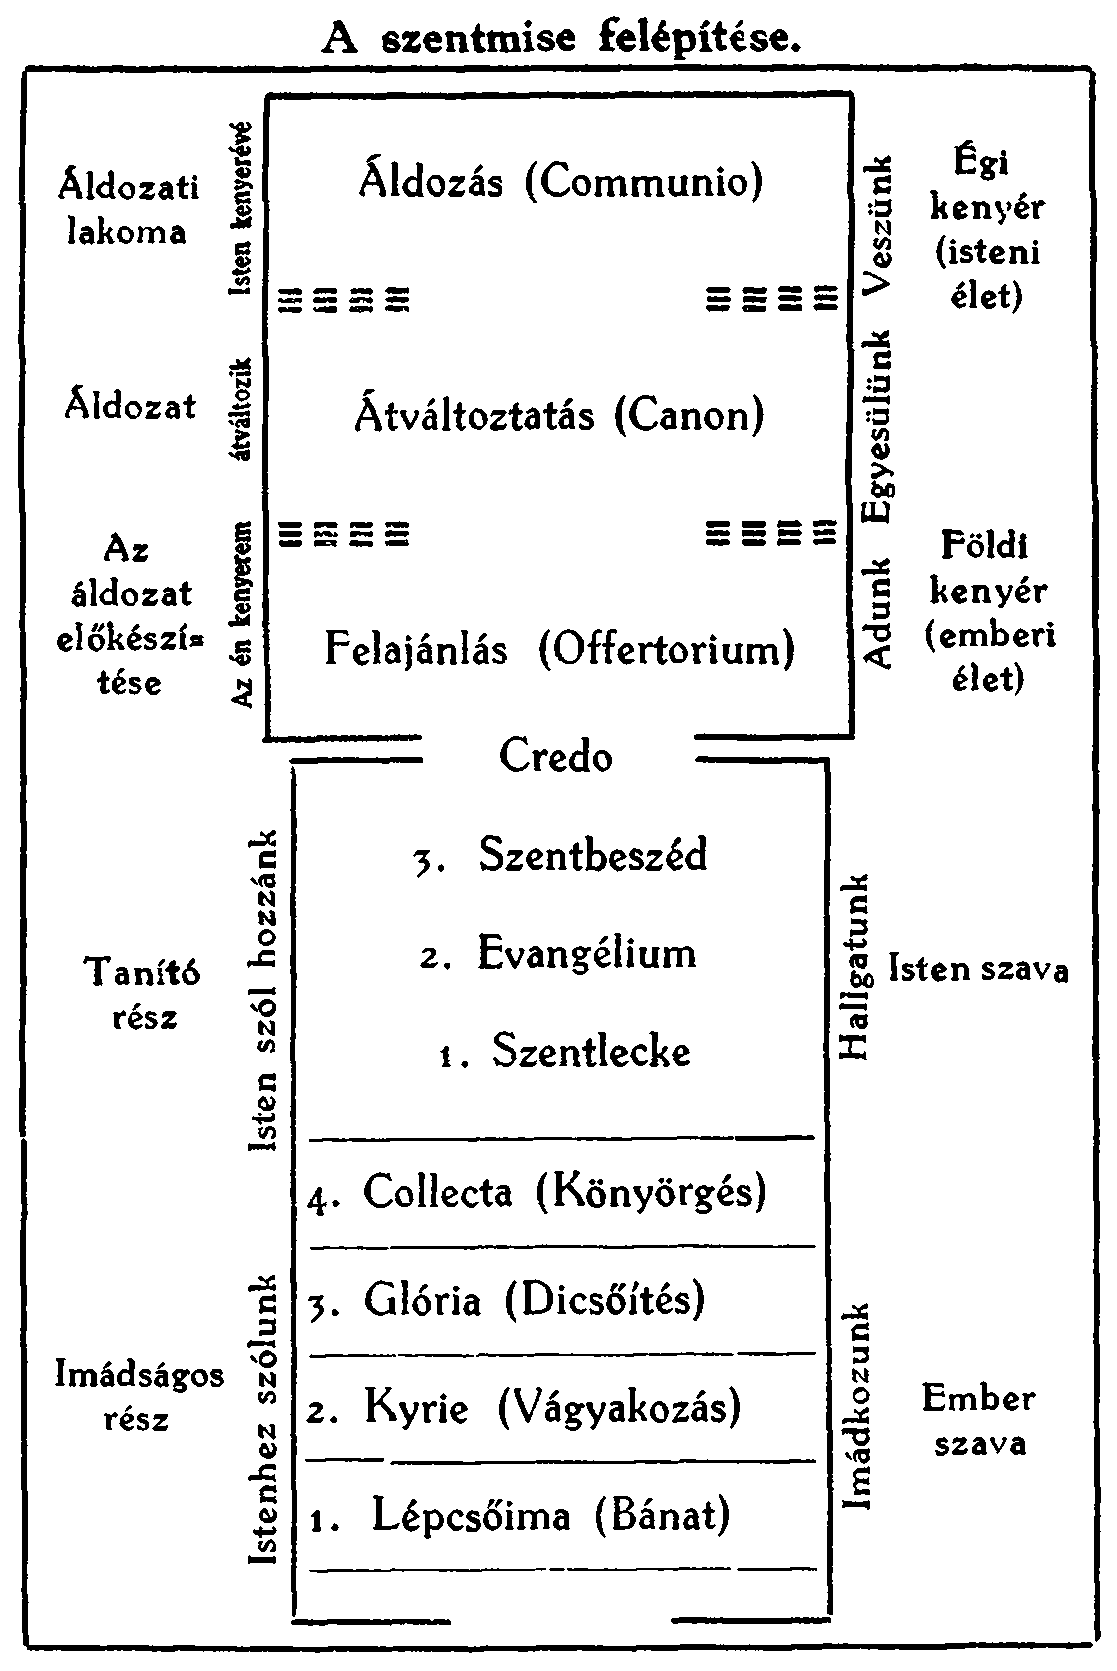 A szentmise felépítése.
Áldozati
lakoma
Isten kenyerévé
Áldozás (Communio)
Veszünk
Égi
kenyér
(isteni
élet)
Áldozat
átváltozik
Átváltoztatás (Canon)
Egyesülünk
Az
áldozat
előkészí=
tése
Az én kenyerem
Felajánlás (Offertorium)
Adunk
Földi
kenyér
(emberi
élet)
Credo
Tanító
rész
Isten szól hozzánk
3. Szentbeszéd
2. Evangélium
1. Szentlecke
Hallgatunk
Isten szava
4. Collecta (Könyörgés)
3. Glória (Dicsőítés)
2. Kyrie (Vágyakozás)
1. Lépcsőima (Bánat)
Imádságos
rész
Istenhez szólunk
Imádkozunk
Ember
szava